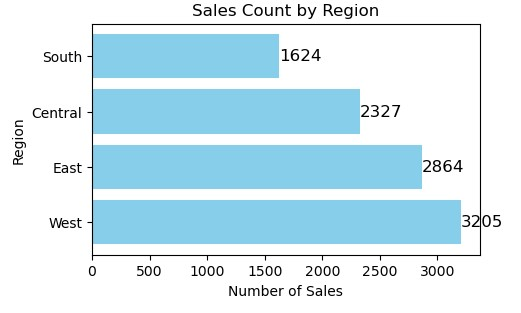 Sales Count by Region
South
1624
Central
2327
East
2864
West
3205
Region
0 500 1000 1500 2000 2500 3000
Number of Sales